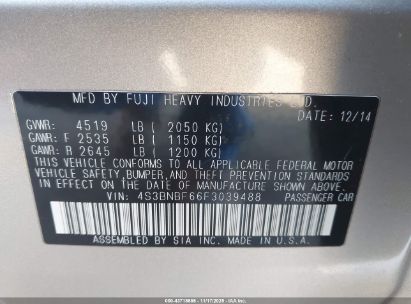 MFD BY FUJI HEAVY INDUSTRIES LTD.
DATE: 12/14
GVWR: 4519 LB ( 2050 KG)
GAWR: F 2535 LB ( 1150 KG)
GAWR: R 2645 LB ( 1200 KG)
THIS VEHICLE CONFORMS TO ALL APPLICABLE FEDERAL MOTOR
VEHICLE SAFETY, BUMPER, AND THEFT PREVENTION STANDARDS
IN EFFECT ON THE DATE OF MANUFACTURE SHOWN ABOVE.
VIN: 4S3BNBF66F3039488 PASSENGER CAR
ASSEMBLED BY SIA INC. MADE IN U.S.A.